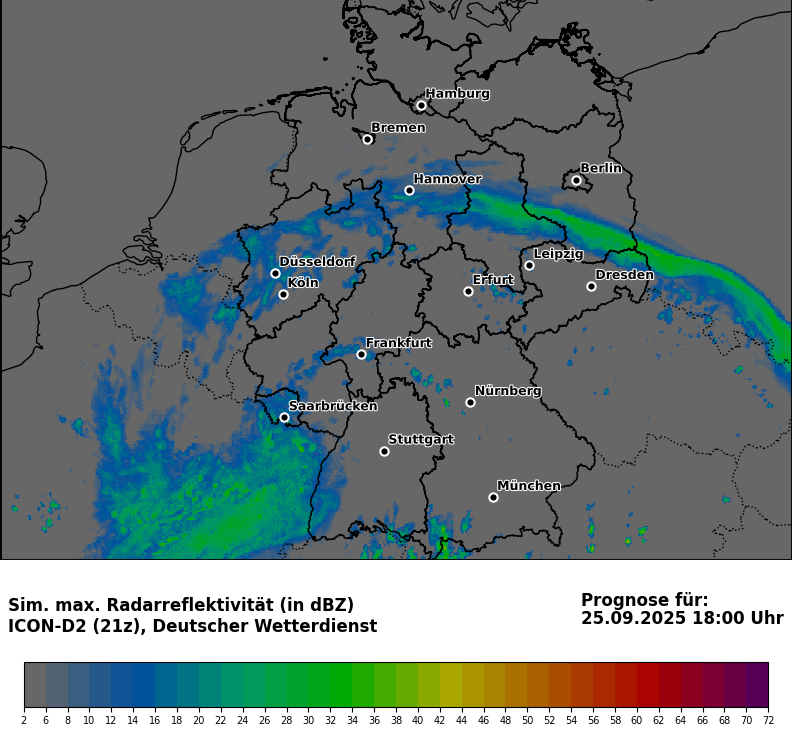 Hamburg
Bremen
Berlin
Hannover
Leipzig
Düsseldorf
Dresden
Köln
Erfurt
Frankfurt
Nürnberg
Saarbrücken
Stuttgart
München
Sim. max. Radarreflektivität (in dBZ)
ICON-D2 (21z), Deutscher Wetterdienst
Prognose für:
25.09.2025 18:00 Uhr
2 6 8 10 12 14 16 18 20 22 24 26 28 30 32 34 36 38 40 42 44 46 48 50 52 54 56 58 60 62 64 66 68 70 72